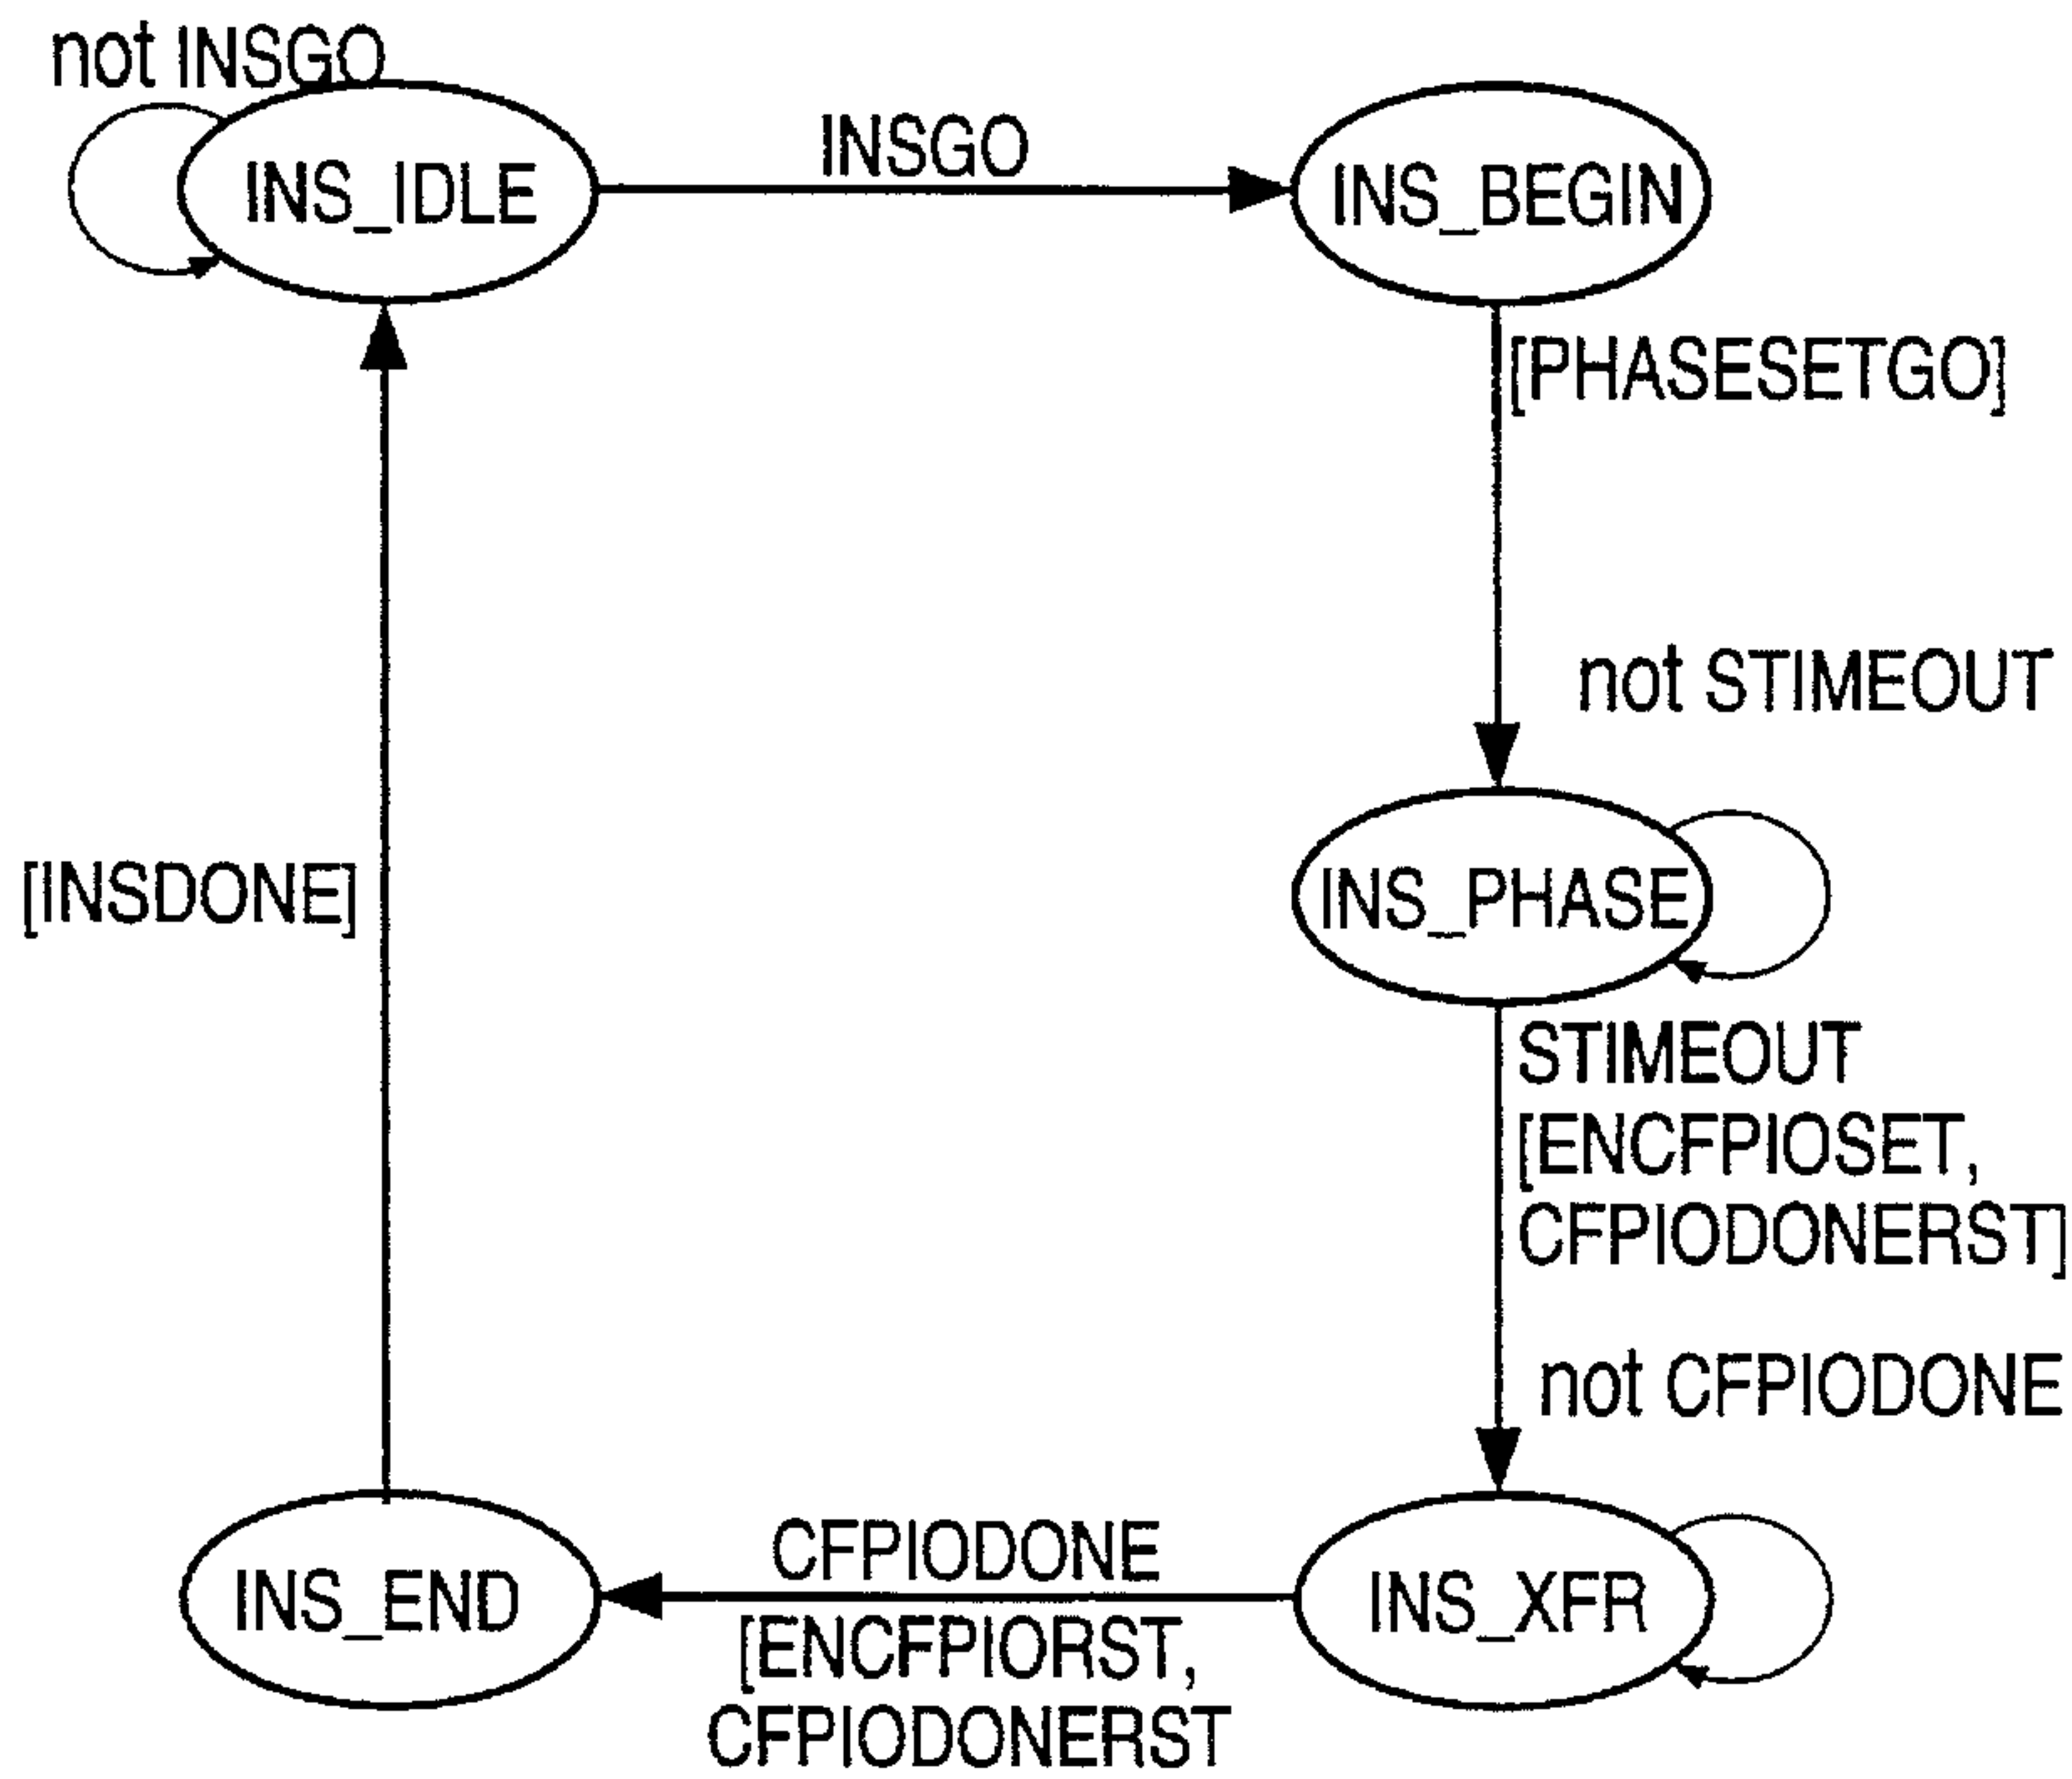 not INSGO
INSGO
INS_IDLE
INS_BEGIN
[PHASESETGO]
not STIMEOUT
[INSDONE]
INS_PHASE
STIMEOUT
[ENCFPIOSET,
CFPIODONERST]
not CFPIODONE
CFPIODONE
INS_END
INS_XFR
[ENCFPIORST,
CFPIODONERST